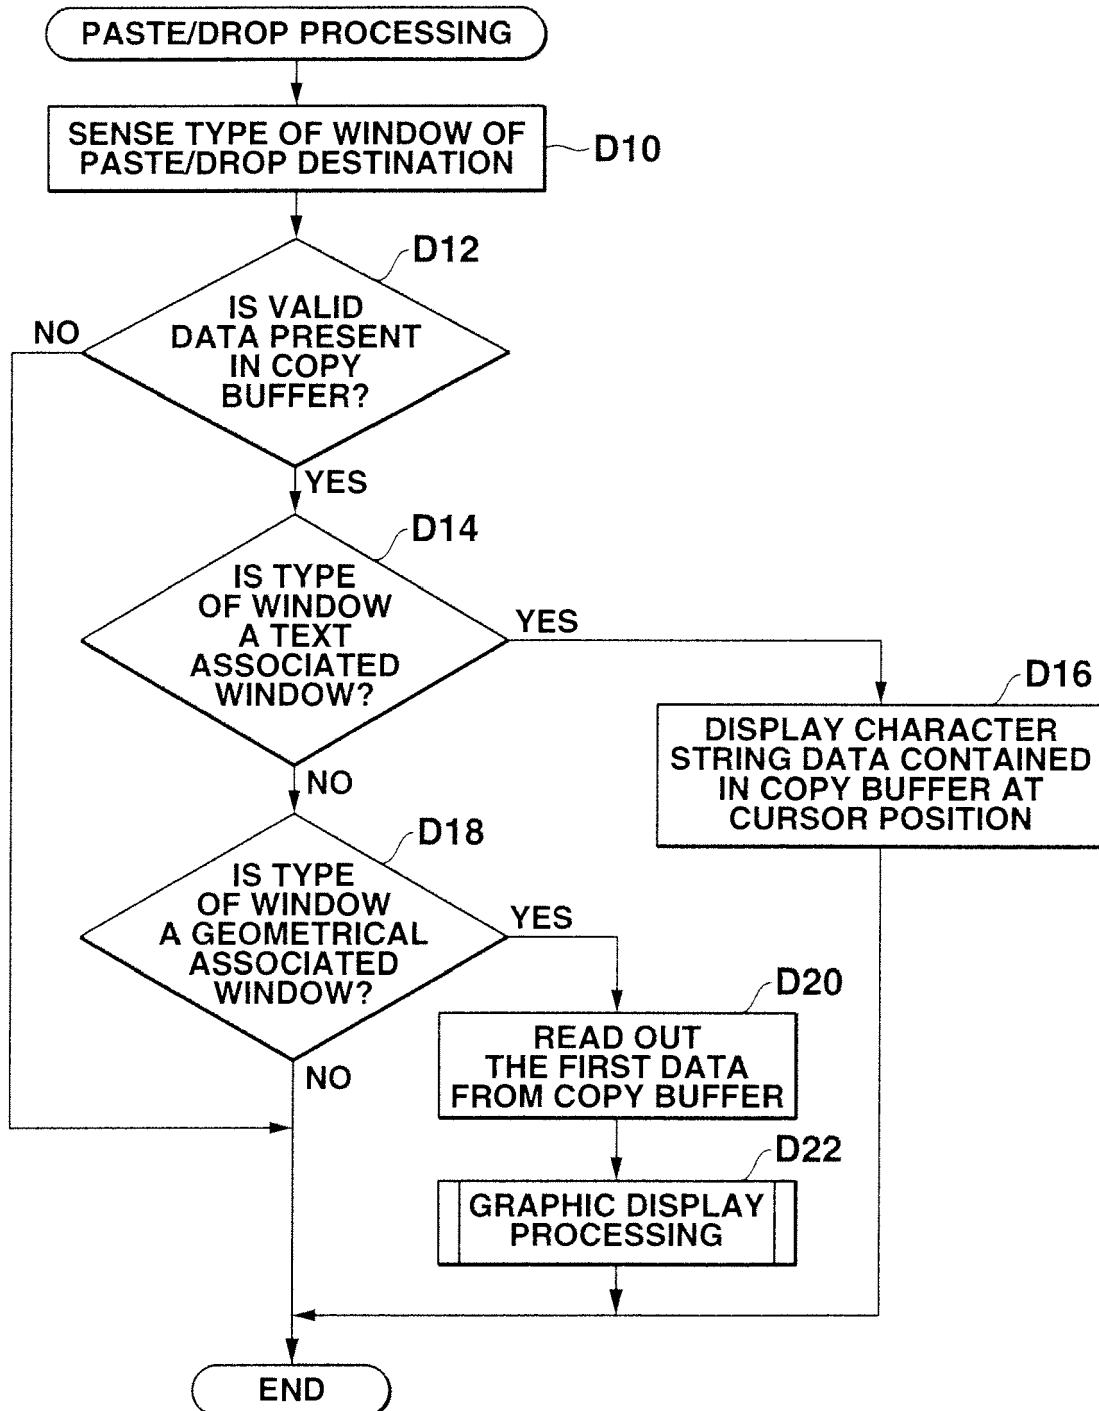 PASTE/DROP PROCESSING
SENSE TYPE OF WINDOW OF
PASTE/DROP DESTINATION
D10
D12
IS VALID
DATA PRESENT
IN COPY
BUFFER?
NO
YES
D14
IS TYPE
OF WINDOW
A TEXT
ASSOCIATED
WINDOW?
YES
NO
D16
DISPLAY CHARACTER
STRING DATA CONTAINED
IN COPY BUFFER AT
CURSOR POSITION
D18
IS TYPE
OF WINDOW
A GEOMETRICAL
ASSOCIATED
WINDOW?
YES
NO
D20
READ OUT
THE FIRST DATA
FROM COPY BUFFER
D22
GRAPHIC DISPLAY
PROCESSING
END